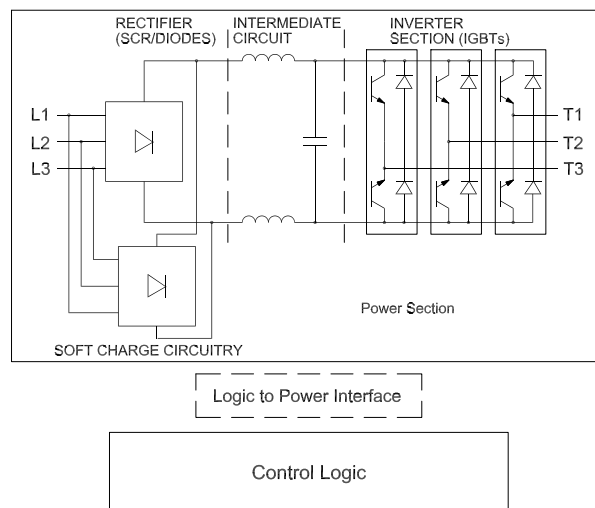 RECTIFIER
(SCR/DIODES)
INTERMEDIATE
CIRCUIT
INVERTER
SECTION (IGBTs)
L1
L2
L3
T1
T2
T3
Power Section
SOFT CHARGE CIRCUITRY
Logic to Power Interface
Control Logic